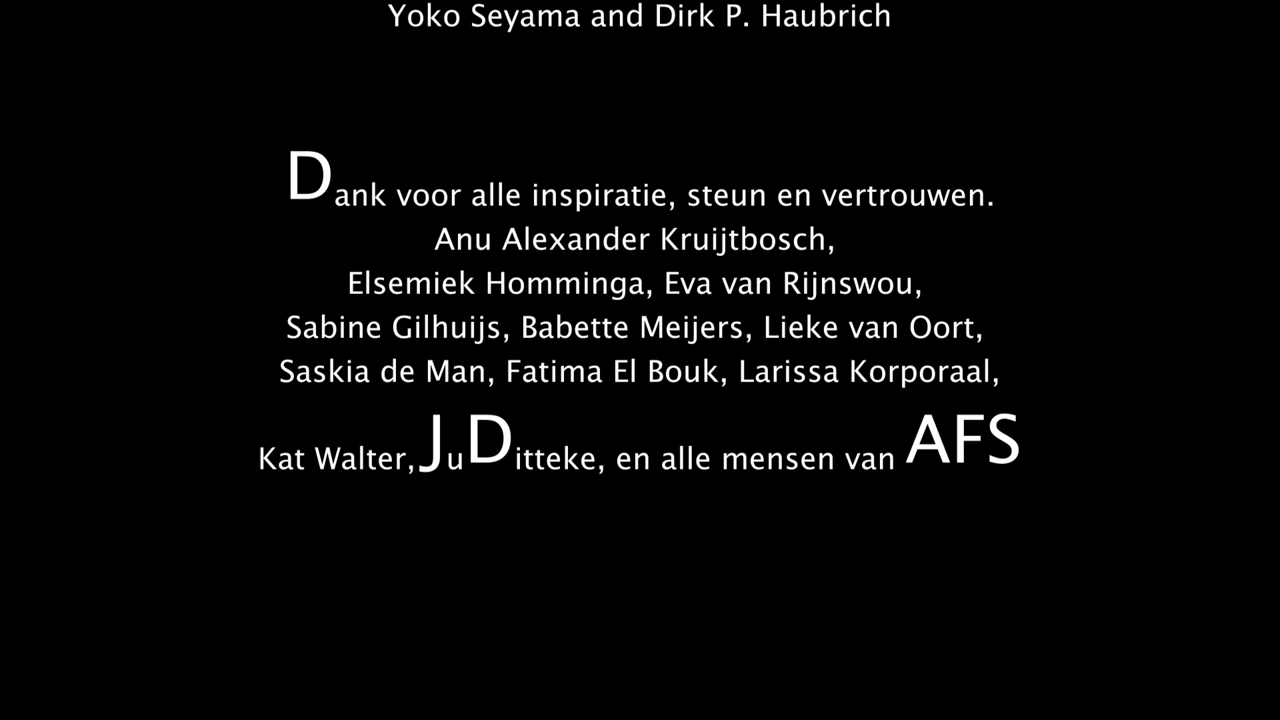 Yoko Seyama and Dirk P. Haubrich
Dank voor alle inspiratie, steun en vertrouwen.
Anu Alexander Kruijtbosch,
Elsemiek Homminga, Eva van Rijnswou,
Sabine Gilhuijs, Babette Meijers, Lieke van Oort,
Saskia de Man, Fatima El Bouk, Larissa Korporaal,
Kat Walter, JuDitteke, en alle mensen van AFS